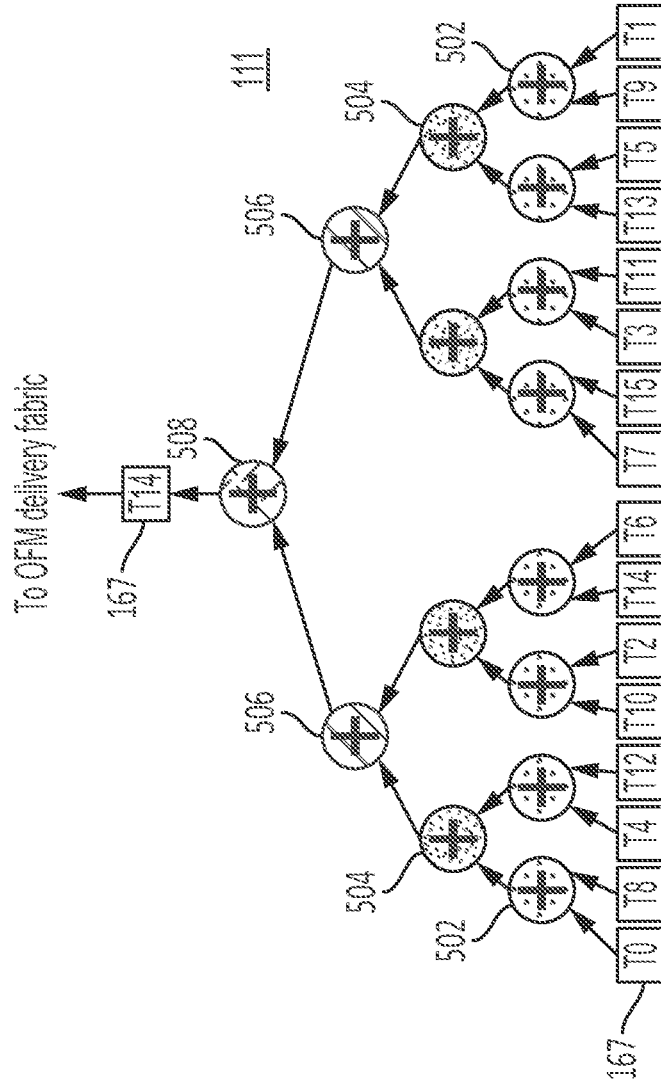 To OFM delivery fabric
T14
167
508
111
506
506
504
504
502
502
T0
T8
T4
T12
T10
T2
T14
T6
T7
T15
T3
T11
T13
T5
T9
T1
167